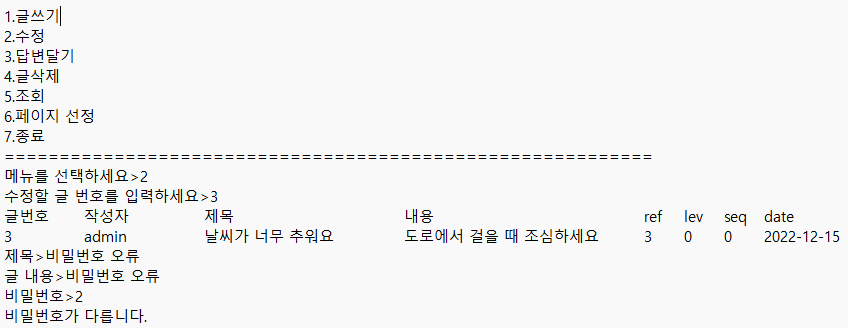 1.글쓰기
2.수정
3.답변달기
4.글삭제
5.조회
6.페이지 선정
7.종료
============================================================
메뉴를 선택하세요>2
수정할 글 번호를 입력하세요>3
글번호 작성자 제목 내용 ref lev seq date
3 admin 날씨가 너무 추워요 도로에서 걸을 때 조심하세요 3 0 0 2022-12-15
제목>비밀번호 오류
글 내용>비밀번호 오류
비밀번호>2
비밀번호가 다릅니다.